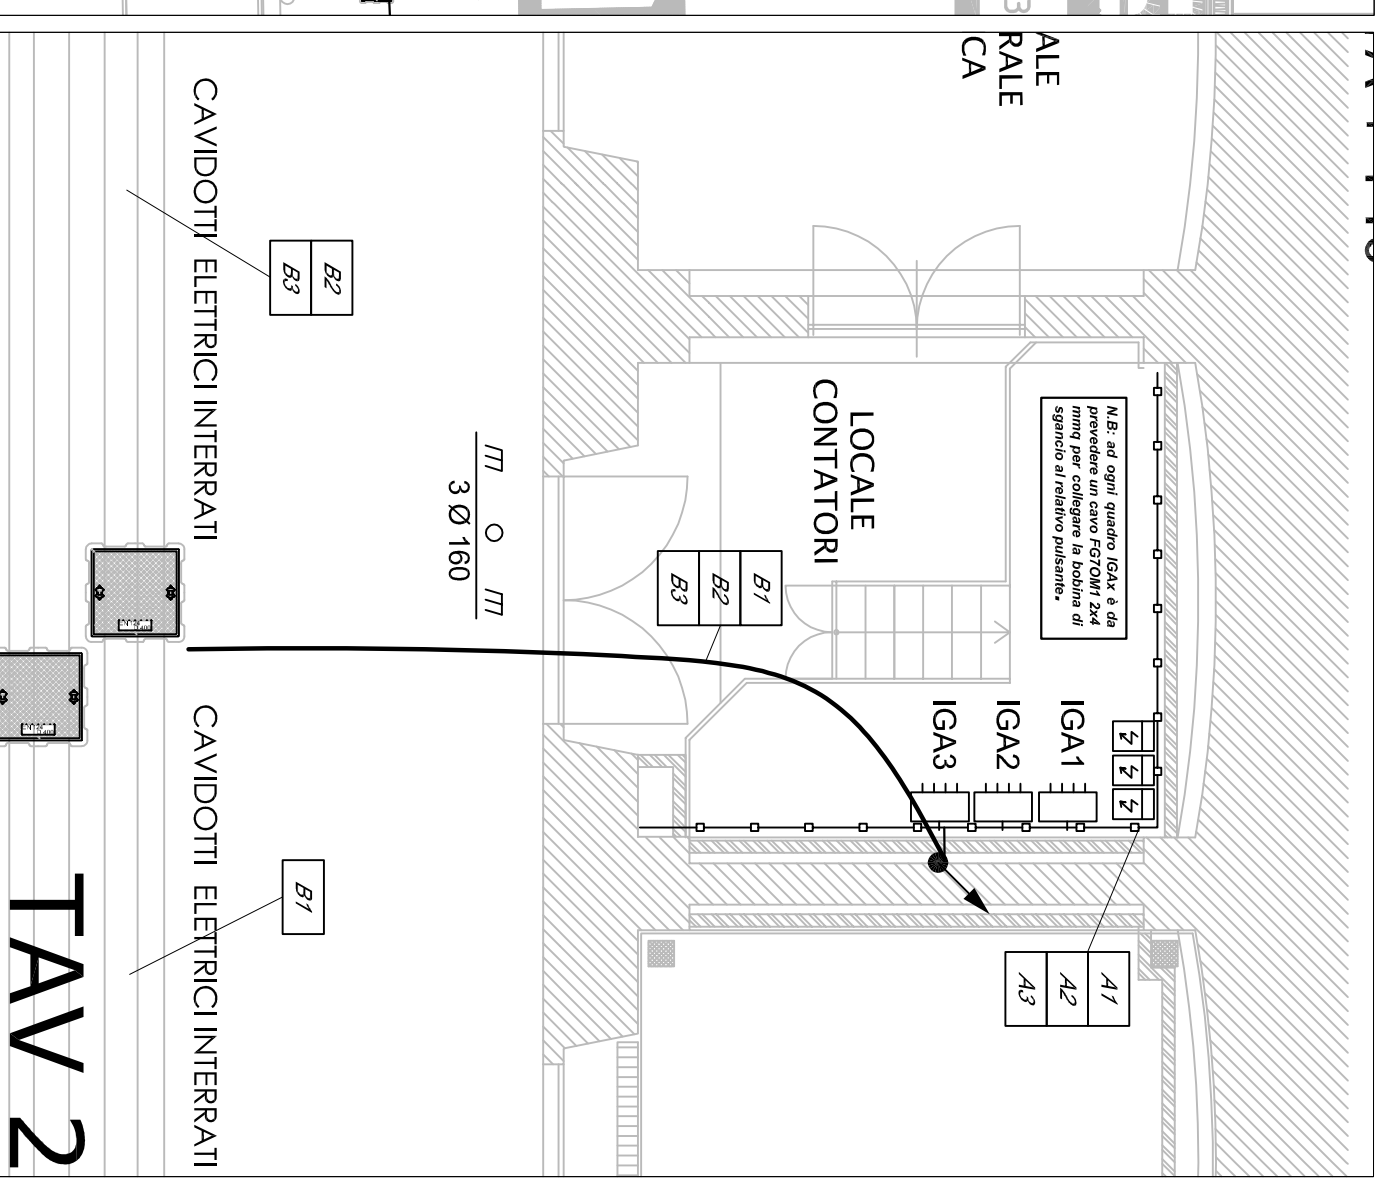 ALE
RALE
CA
CAVIDOTTI ELETTRICI INTERRATI
B2
B3
LOCALE
CONTATORI
N.B: ad ogni quadro IGAx è da
prevedere un cavo FG7OM1 2x4
mmq per collegare la bobina di
sgancio al relativo pulsante.
3 Ø 160
B1
B2
B3
IGA1
IGA2
IGA3
CAVIDOTTI ELETTRICI INTERRATI
B1
A1
A2
A3
TAV 2